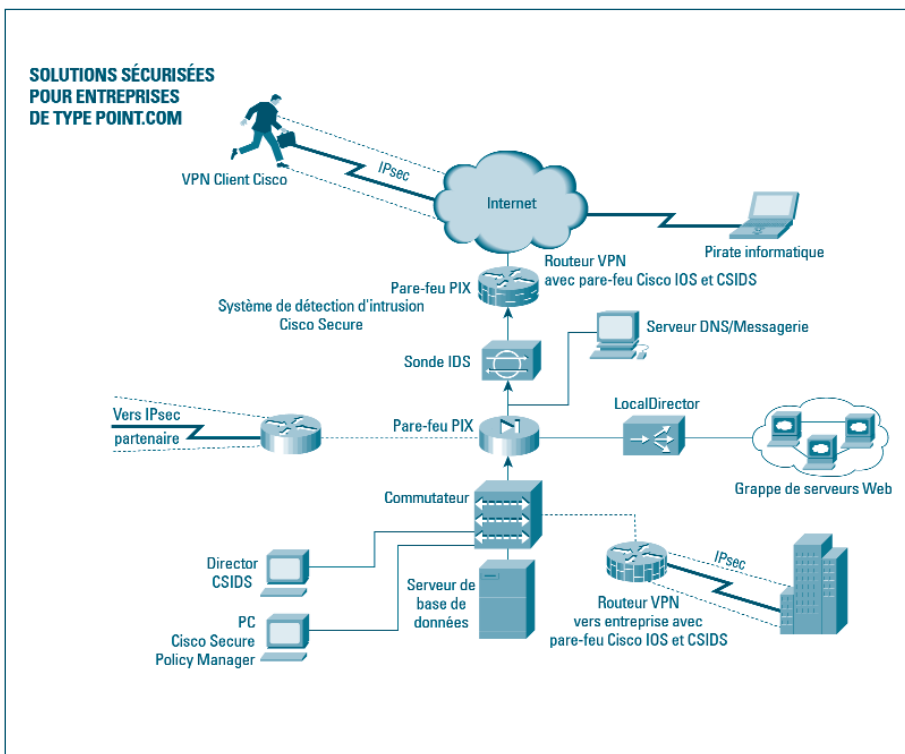 SOLUTIONS SÉCURISÉES
POUR ENTREPRISES
DE TYPE POINT.COM
VPN Client Cisco
IPsec
Internet
Pirate informatique
Routeur VPN
avec pare-feu Cisco IOS et CSIDS
Pare-feu PIX
Système de détection d'intrusion
Cisco Secure
Serveur DNS/Messagerie
Sonde IDS
Vers IPsec
partenaire
Pare-feu PIX
LocalDirector
Grappe de serveurs Web
Commutateur
Director
CSIDS
IPsec
Serveur de
base de
données
Routeur VPN
vers entreprise avec
pare-feu Cisco IOS et CSIDS
PC
Cisco Secure
Policy Manager